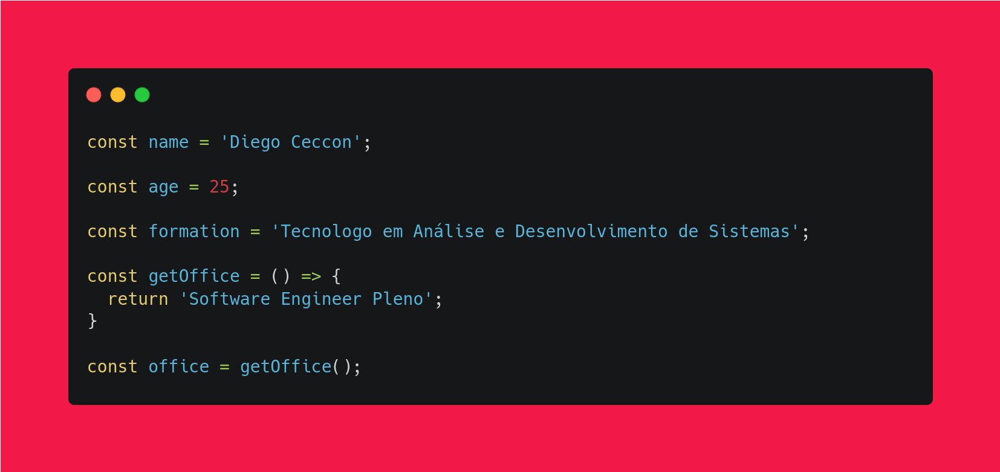 const name = 'Diego Ceccon';
const age = 25;
const formation = 'Tecnologo em Análise e Desenvolvimento de Sistemas';
const getOffice = () => {
  return 'Software Engineer Pleno';
}
const office = getOffice();